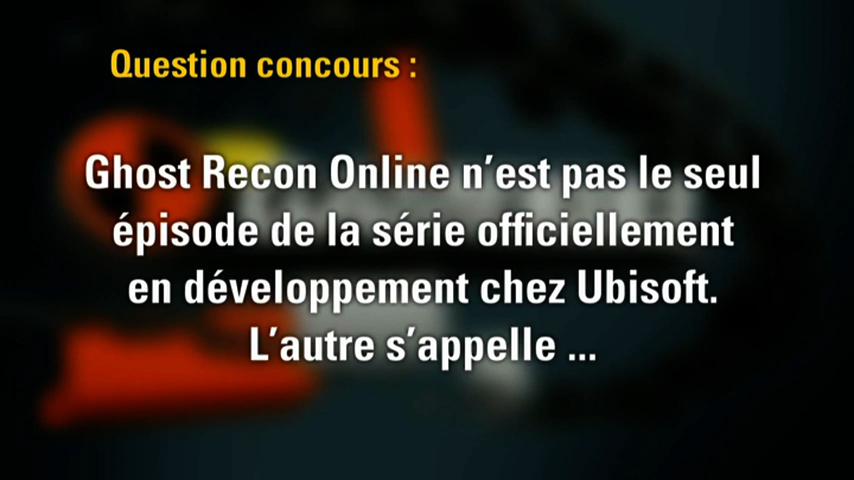 Question concours :
Ghost Recon Online n’est pas le seul
épisode de la série officiellement
en développement chez Ubisoft.
L’autre s’appelle ...